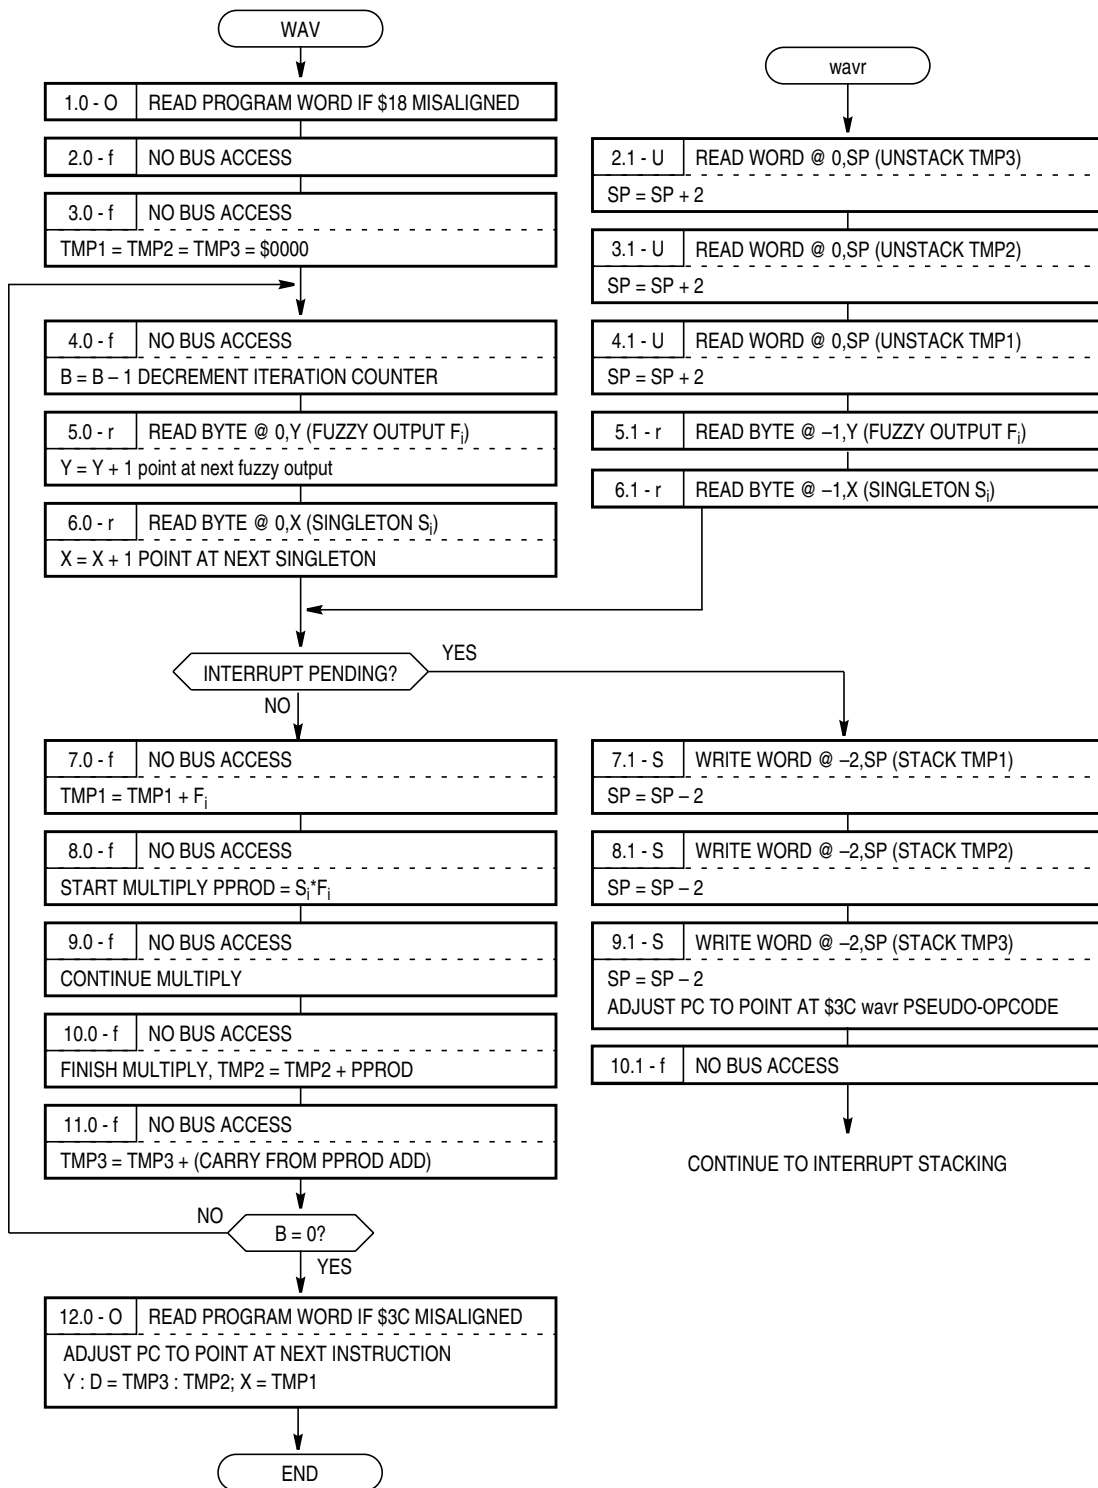 WAV
1.0 - O READ PROGRAM WORD IF $18 MISALIGNED
2.0 - f NO BUS ACCESS
3.0 - f NO BUS ACCESS
TMP1 = TMP2 = TMP3 = $0000
4.0 - f NO BUS ACCESS
B = B – 1 DECREMENT ITERATION COUNTER
5.0 - r READ BYTE @ 0,Y (FUZZY OUTPUT Fi)
Y = Y + 1 point at next fuzzy output
6.0 - r READ BYTE @ 0,X (SINGLETON Si)
X = X + 1 POINT AT NEXT SINGLETON
wavr
2.1 - U READ WORD @ 0,SP (UNSTACK TMP3)
SP = SP + 2
3.1 - U READ WORD @ 0,SP (UNSTACK TMP2)
SP = SP + 2
4.1 - U READ WORD @ 0,SP (UNSTACK TMP1)
SP = SP + 2
5.1 - r READ BYTE @ –1,Y (FUZZY OUTPUT Fi)
6.1 - r READ BYTE @ –1,X (SINGLETON Si)
INTERRUPT PENDING?
YES
NO
7.0 - f NO BUS ACCESS
TMP1 = TMP1 + Fi
8.0 - f NO BUS ACCESS
START MULTIPLY PPROD = Si*Fi
9.0 - f NO BUS ACCESS
CONTINUE MULTIPLY
10.0 - f NO BUS ACCESS
FINISH MULTIPLY, TMP2 = TMP2 + PPROD
11.0 - f NO BUS ACCESS
TMP3 = TMP3 + (CARRY FROM PPROD ADD)
7.1 - S WRITE WORD @ –2,SP (STACK TMP1)
SP = SP – 2
8.1 - S WRITE WORD @ –2,SP (STACK TMP2)
SP = SP – 2
9.1 - S WRITE WORD @ –2,SP (STACK TMP3)
SP = SP – 2
ADJUST PC TO POINT AT $3C wavr PSEUDO-OPCODE
10.1 - f NO BUS ACCESS
CONTINUE TO INTERRUPT STACKING
NO
B = 0?
YES
12.0 - O READ PROGRAM WORD IF $3C MISALIGNED
ADJUST PC TO POINT AT NEXT INSTRUCTION
Y : D = TMP3 : TMP2; X = TMP1
END